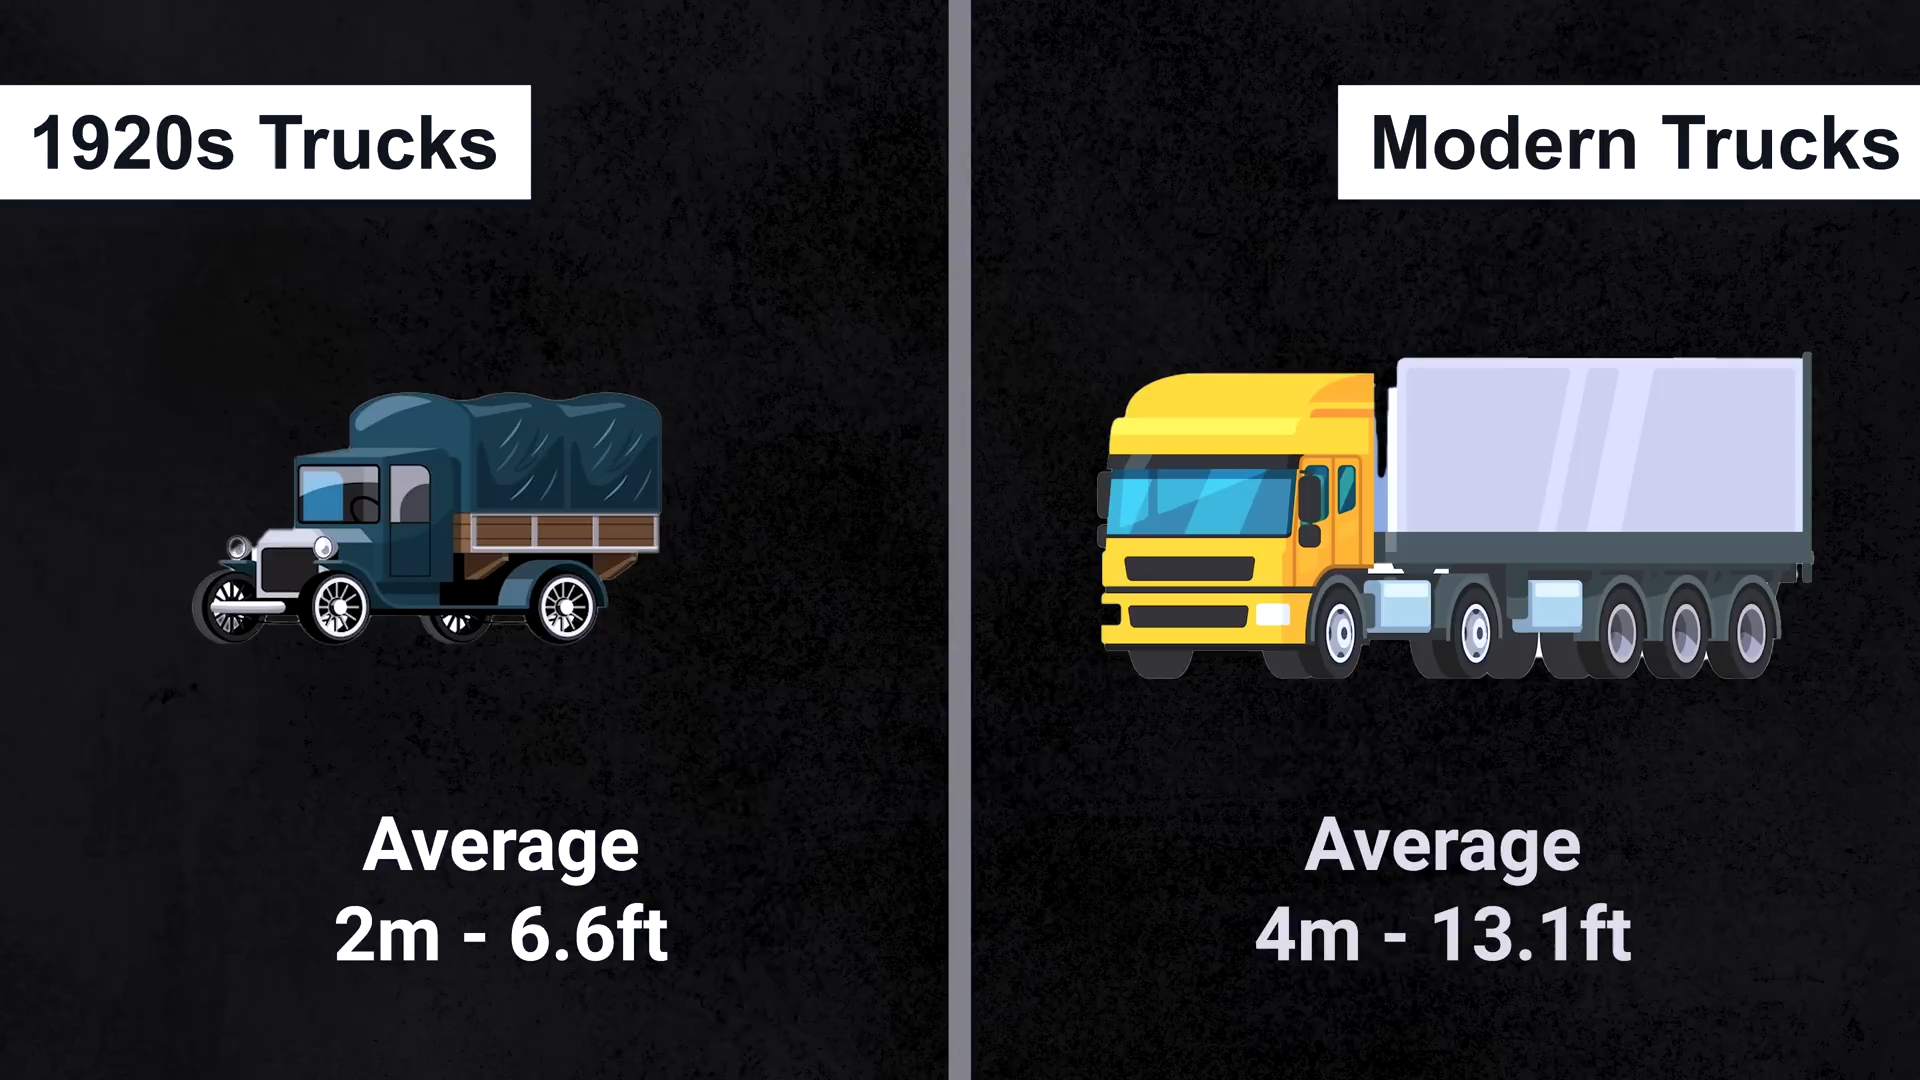 1920s Trucks
Average
2m - 6.6ft
Modern Trucks
Average
4m - 13.1ft